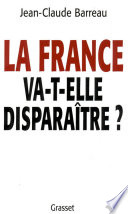 Jean-Claude Barreau
LA FRANCE
VA-T-ELLE
DISPARAÎTRE ?
Grasset